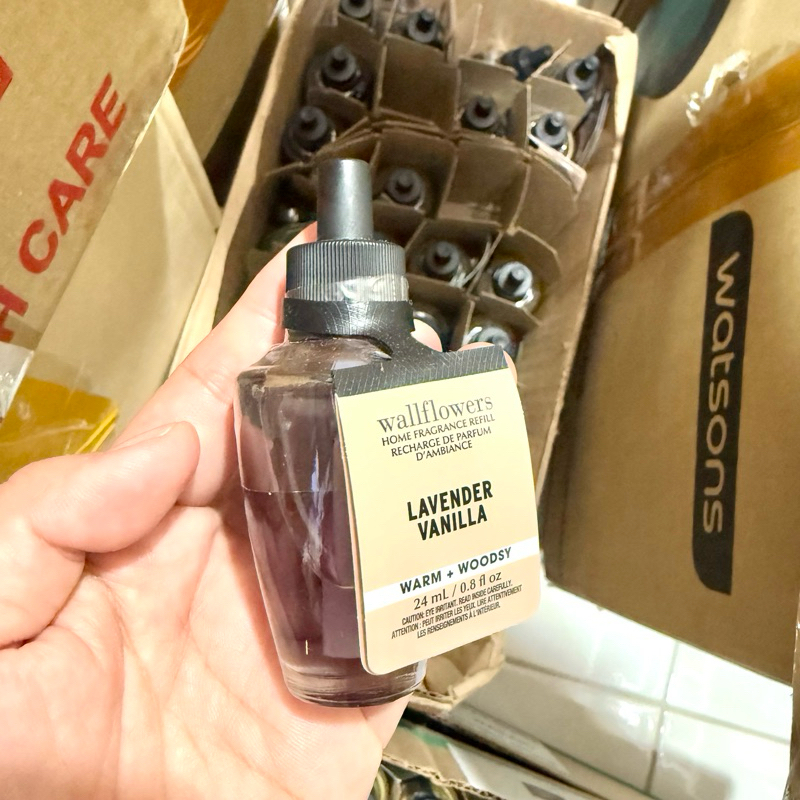 H CARE
watsons
wallflowers
HOME FRAGRANCE REFILL
RECHARGE DE PARFUM
D'AMBIANCE
LAVENDER
VANILLA
WARM + WOODSY
24 mL / 0.8 fl oz
CAUTION: EYE IRRITANT. READ INSIDE CAREFULLY.
ATTENTION : PEUT IRRITER LES YEUX. LIRE ATTENTIVEMENT
LES RENSEIGNEMENTS À L'INTÉRIEUR.